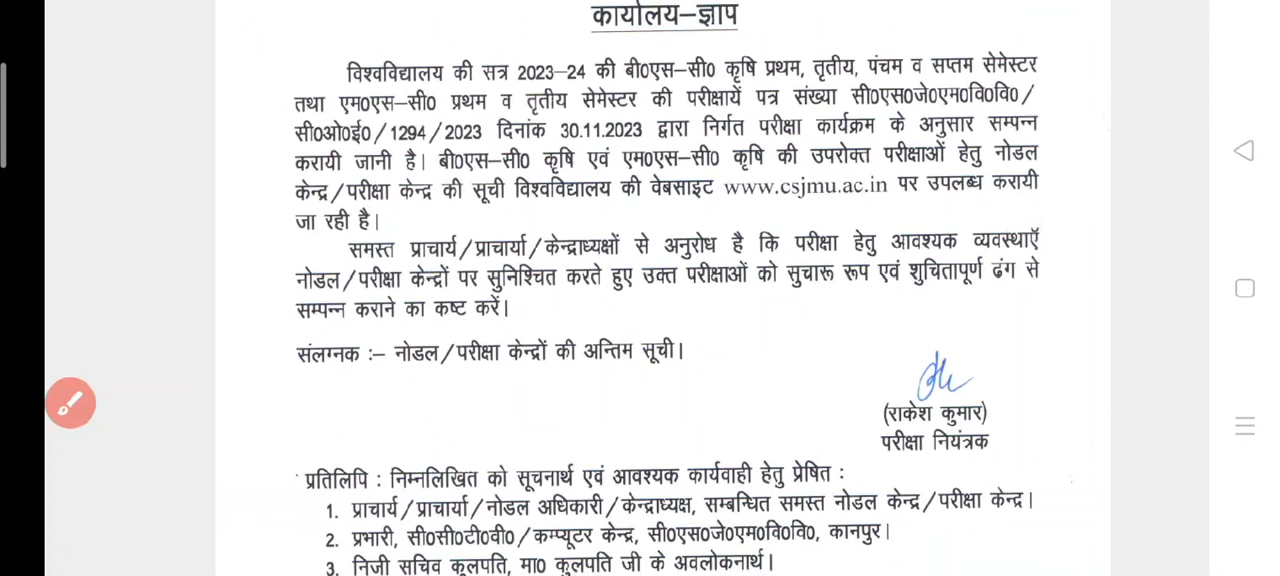 कार्यालय–ज्ञाप
विश्वविद्यालय की सत्र 2023–24 की बी0एस–सी0 कृषि प्रथम, तृतीय, पंचम व सप्तम सेमेस्टर
तथा एम0एस–सी0 प्रथम व तृतीय सेमेस्टर की परीक्षायें पत्र संख्या सी0एस0जे0एम0वि0वि0/
सी0ओ0ई0/1294/2023 दिनांक 30.11.2023 द्वारा निर्गत परीक्षा कार्यक्रम के अनुसार सम्पन्न
करायी जानी है। बी0एस–सी0 कृषि एवं एम0एस–सी0 कृषि की उपरोक्त परीक्षाओं हेतु नोडल
केन्द्र/परीक्षा केन्द्र की सूची विश्वविद्यालय की वेबसाइट www.csjmu.ac.in पर उपलब्ध करायी
जा रही है।
समस्त प्राचार्य/प्राचार्या/केन्द्राध्यक्षों से अनुरोध है कि परीक्षा हेतु आवश्यक व्यवस्थाऍ
नोडल/परीक्षा केन्द्रों पर सुनिश्चित करते हुए उक्त परीक्षाओं को सुचारू रूप एवं शुचितापूर्ण ढंग से
सम्पन्न कराने का कष्ट करें।
संलग्नक :– नोडल/परीक्षा केन्द्रों की अन्तिम सूची।
(राकेश कुमार)
परीक्षा नियंत्रक
प्रतिलिपि : निम्नलिखित को सूचनार्थ एवं आवश्यक कार्यवाही हेतु प्रेषित :
1. प्राचार्य/प्राचार्या/नोडल अधिकारी/केन्द्राध्यक्ष, सम्बन्धित समस्त नोडल केन्द्र/परीक्षा केन्द्र।
2. प्रभारी, सी0सी0टी0वी0/कम्प्यूटर केन्द्र, सी0एस0जे0एम0वि0वि0, कानपुर।
3. निजी सचिव कुलपति, मा0 कुलपति जी के अवलोकनार्थ।